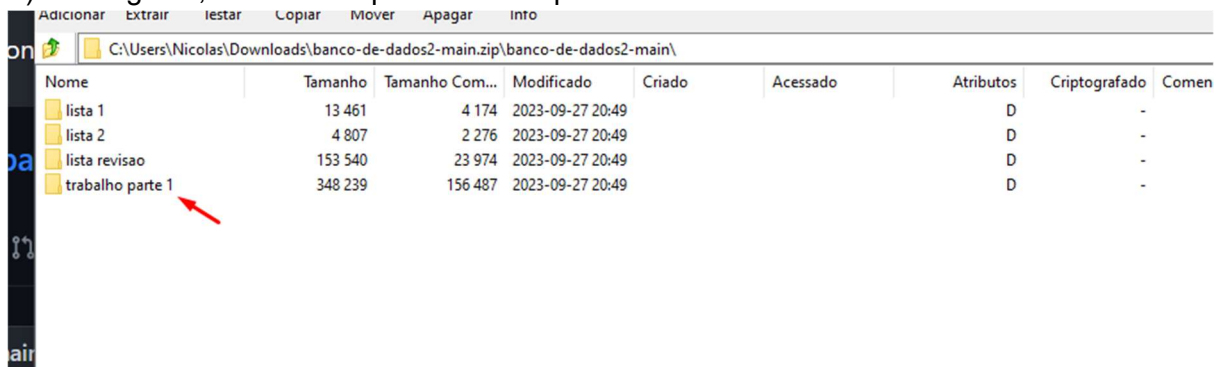 Adicionar Extrair Testar Copiar Mover Apagar Info
on C:\Users\Nicolas\Downloads\banco-de-dados2-main.zip\banco-de-dados2-main\
Nome Tamanho Tamanho Com... Modificado Criado Acessado Atributos Criptografado Comen
lista 1 13 461 4 174 2023-09-27 20:49 D -
lista 2 4 807 2 276 2023-09-27 20:49 D -
lista revisao 153 540 23 974 2023-09-27 20:49 D -
trabalho parte 1 348 239 156 487 2023-09-27 20:49 D -